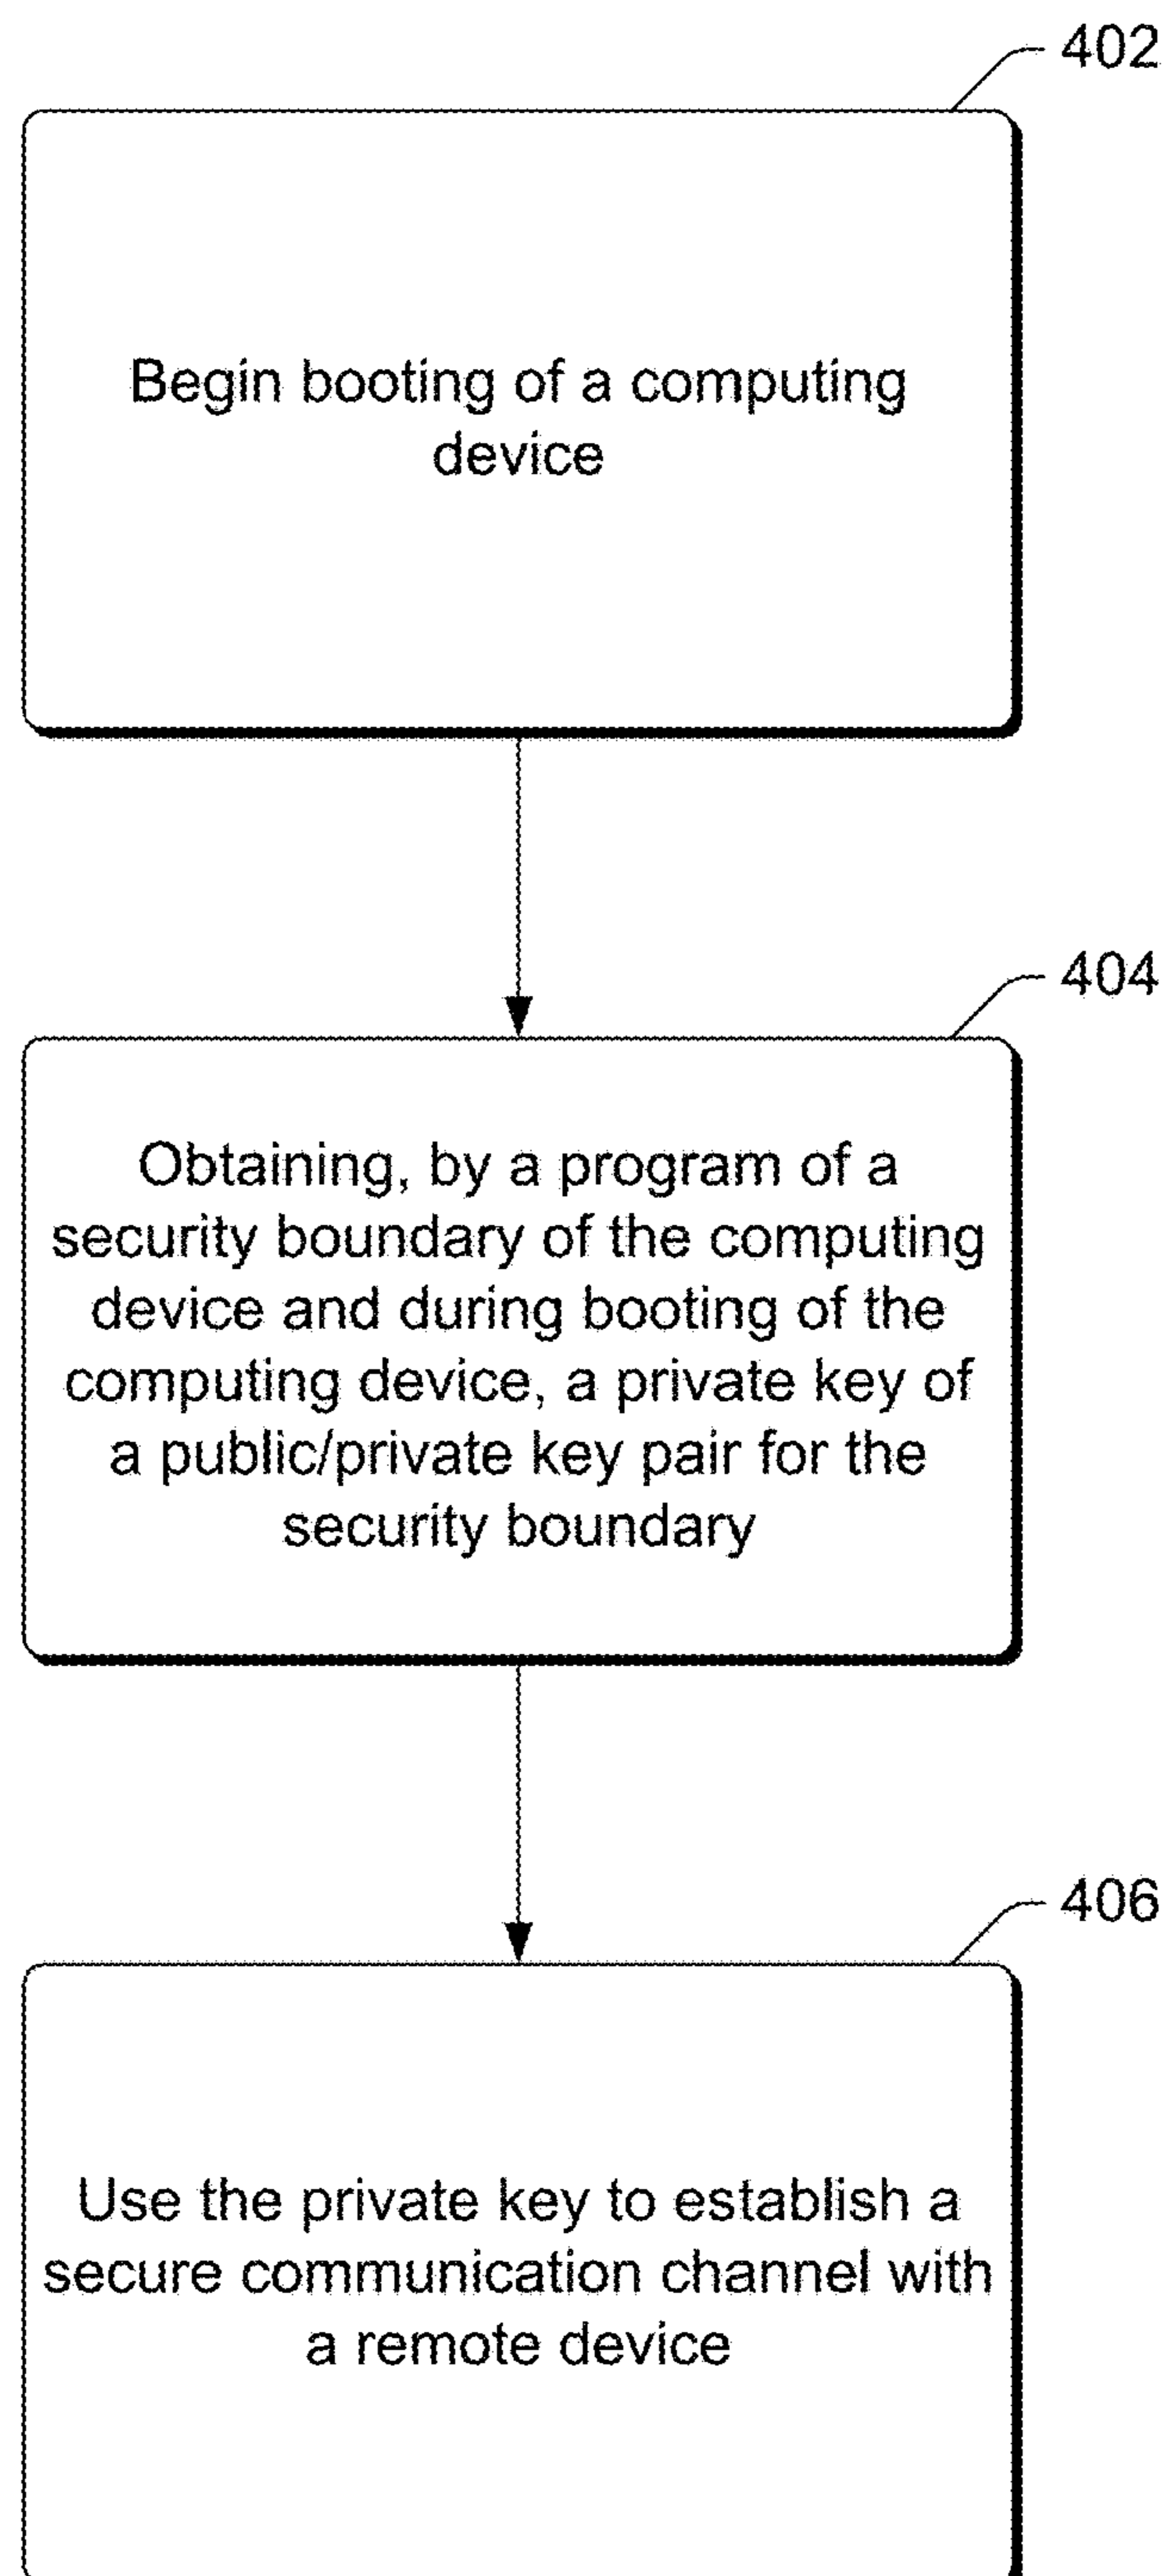 402
Begin booting of a computing
device
404
Obtaining, by a program of a
security boundary of the computing
device and during booting of the
computing device, a private key of
a public/private key pair for the
security boundary
406
Use the private key to establish a
secure communication channel with
a remote device